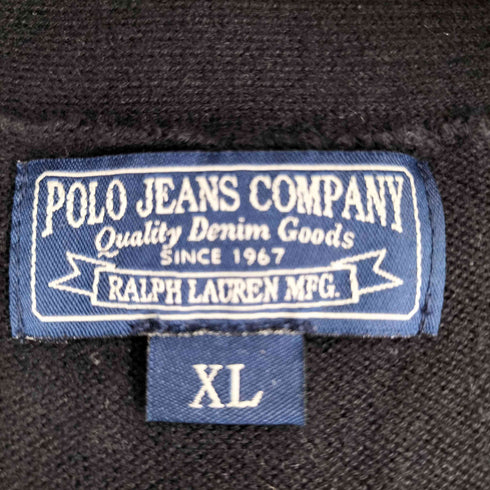 POLO JEANS COMPANY
Quality Denim Goods
SINCE 1967
RALPH LAUREN MFG.
XL